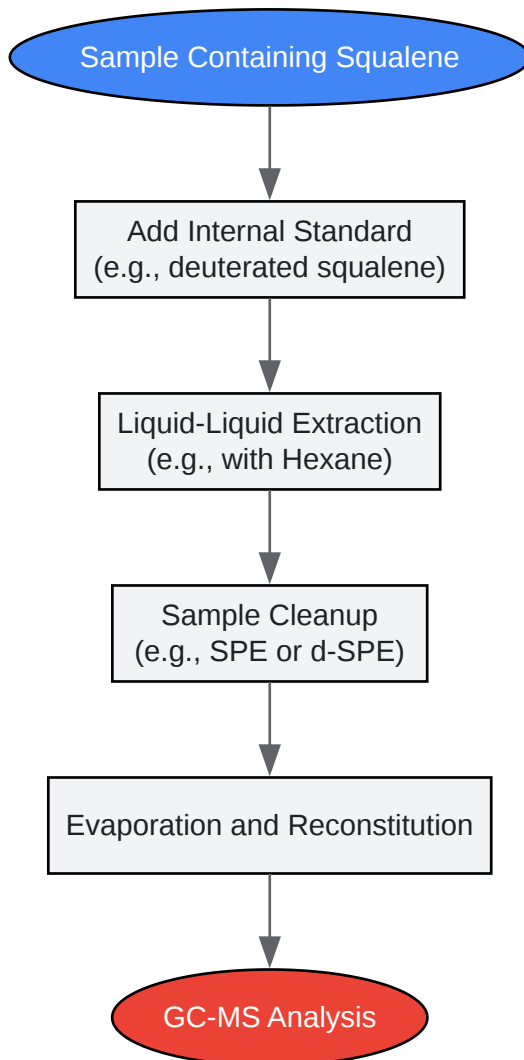 Sample Containing Squalene
Add Internal Standard
(e.g., deuterated squalene)
Liquid-Liquid Extraction
(e.g., with Hexane)
Sample Cleanup
(e.g., SPE or d-SPE)
Evaporation and Reconstitution
GC-MS Analysis